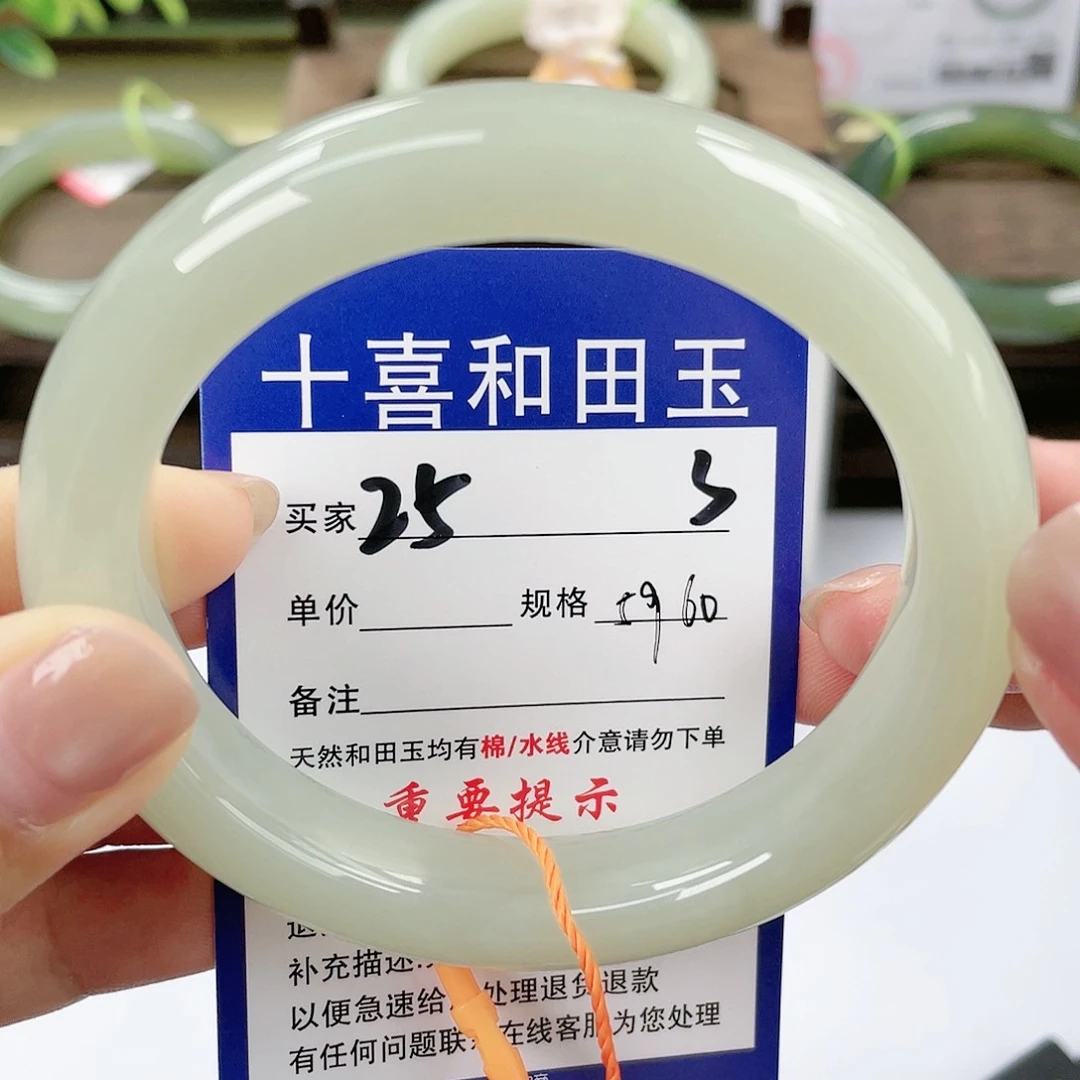 十喜和田玉
买家 25 5
单价 规格 59 60
备注
天然和田玉均有棉/水线介意请勿下单
重要提示
补充描述
以便急速给 处理退货退款
有任何问题联 在线客服为您处理